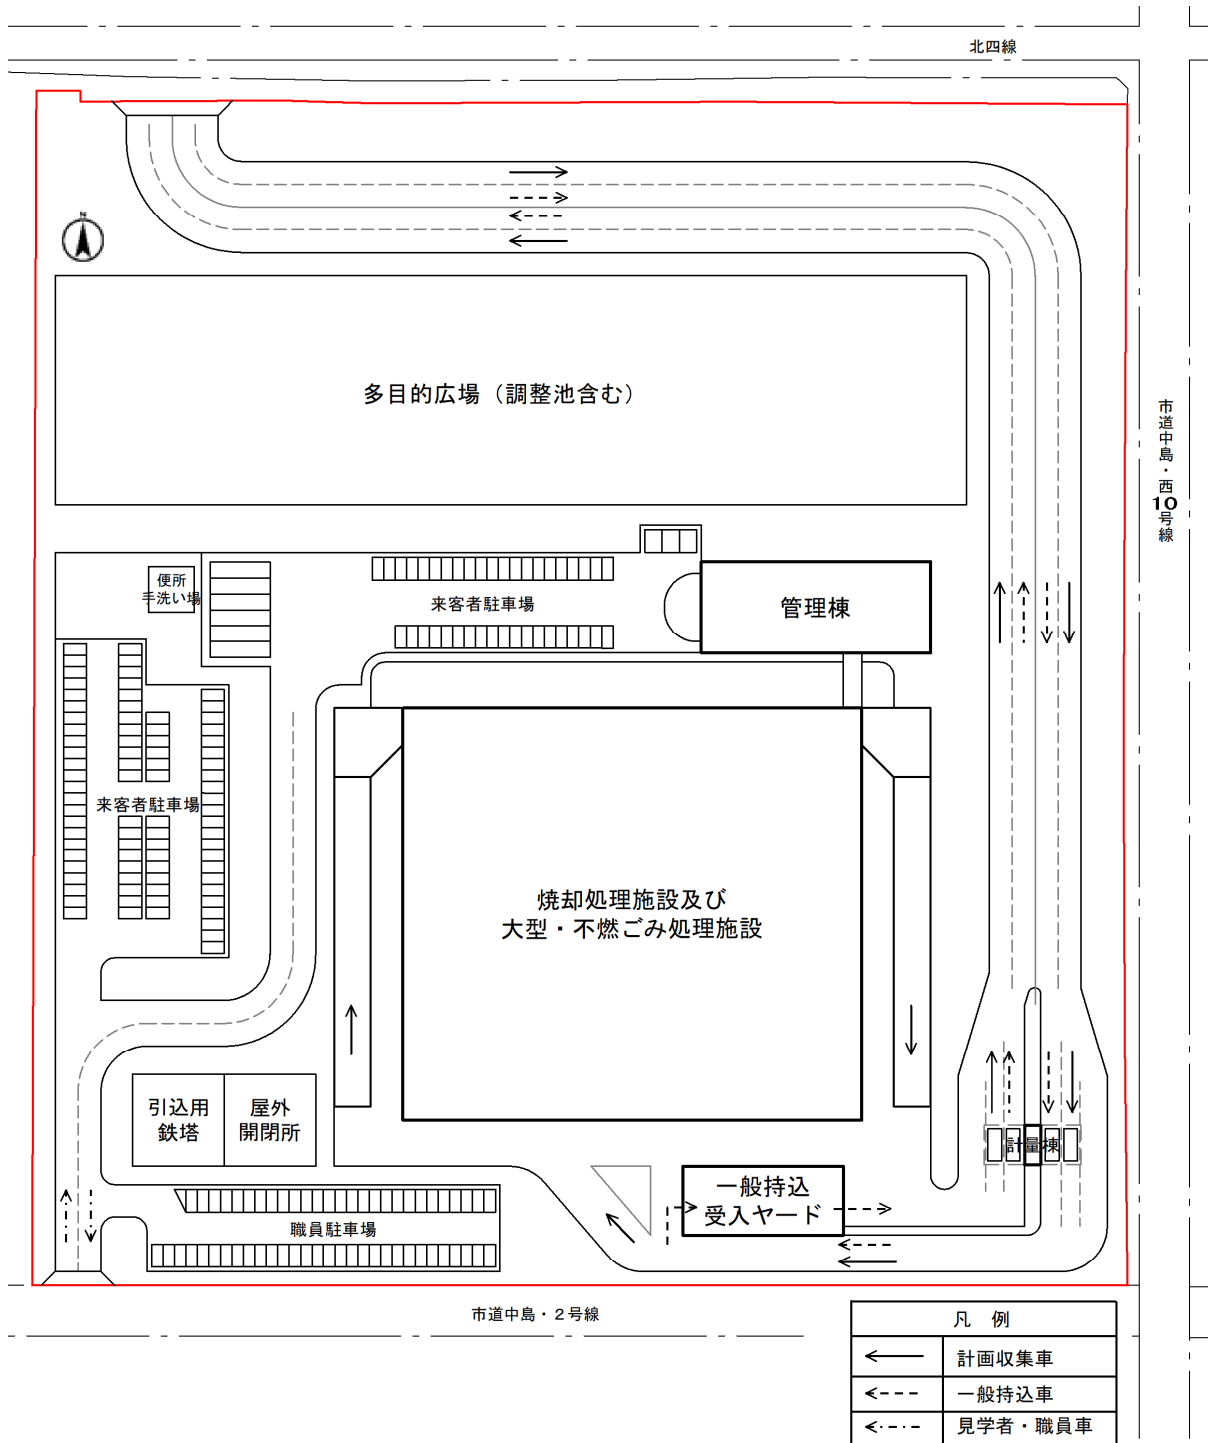 北四線
N
多目的広場（調整池含む）
市道中島・西10号線
便所
手洗い場
来客者駐車場
管理棟
来客者駐車場
焼却処理施設及び
大型・不燃ごみ処理施設
引込用
鉄塔
屋外
開閉所
計量棟
一般持込
受入ヤード
職員駐車場
市道中島・２号線
凡　例
計画収集車
一般持込車
見学者・職員車